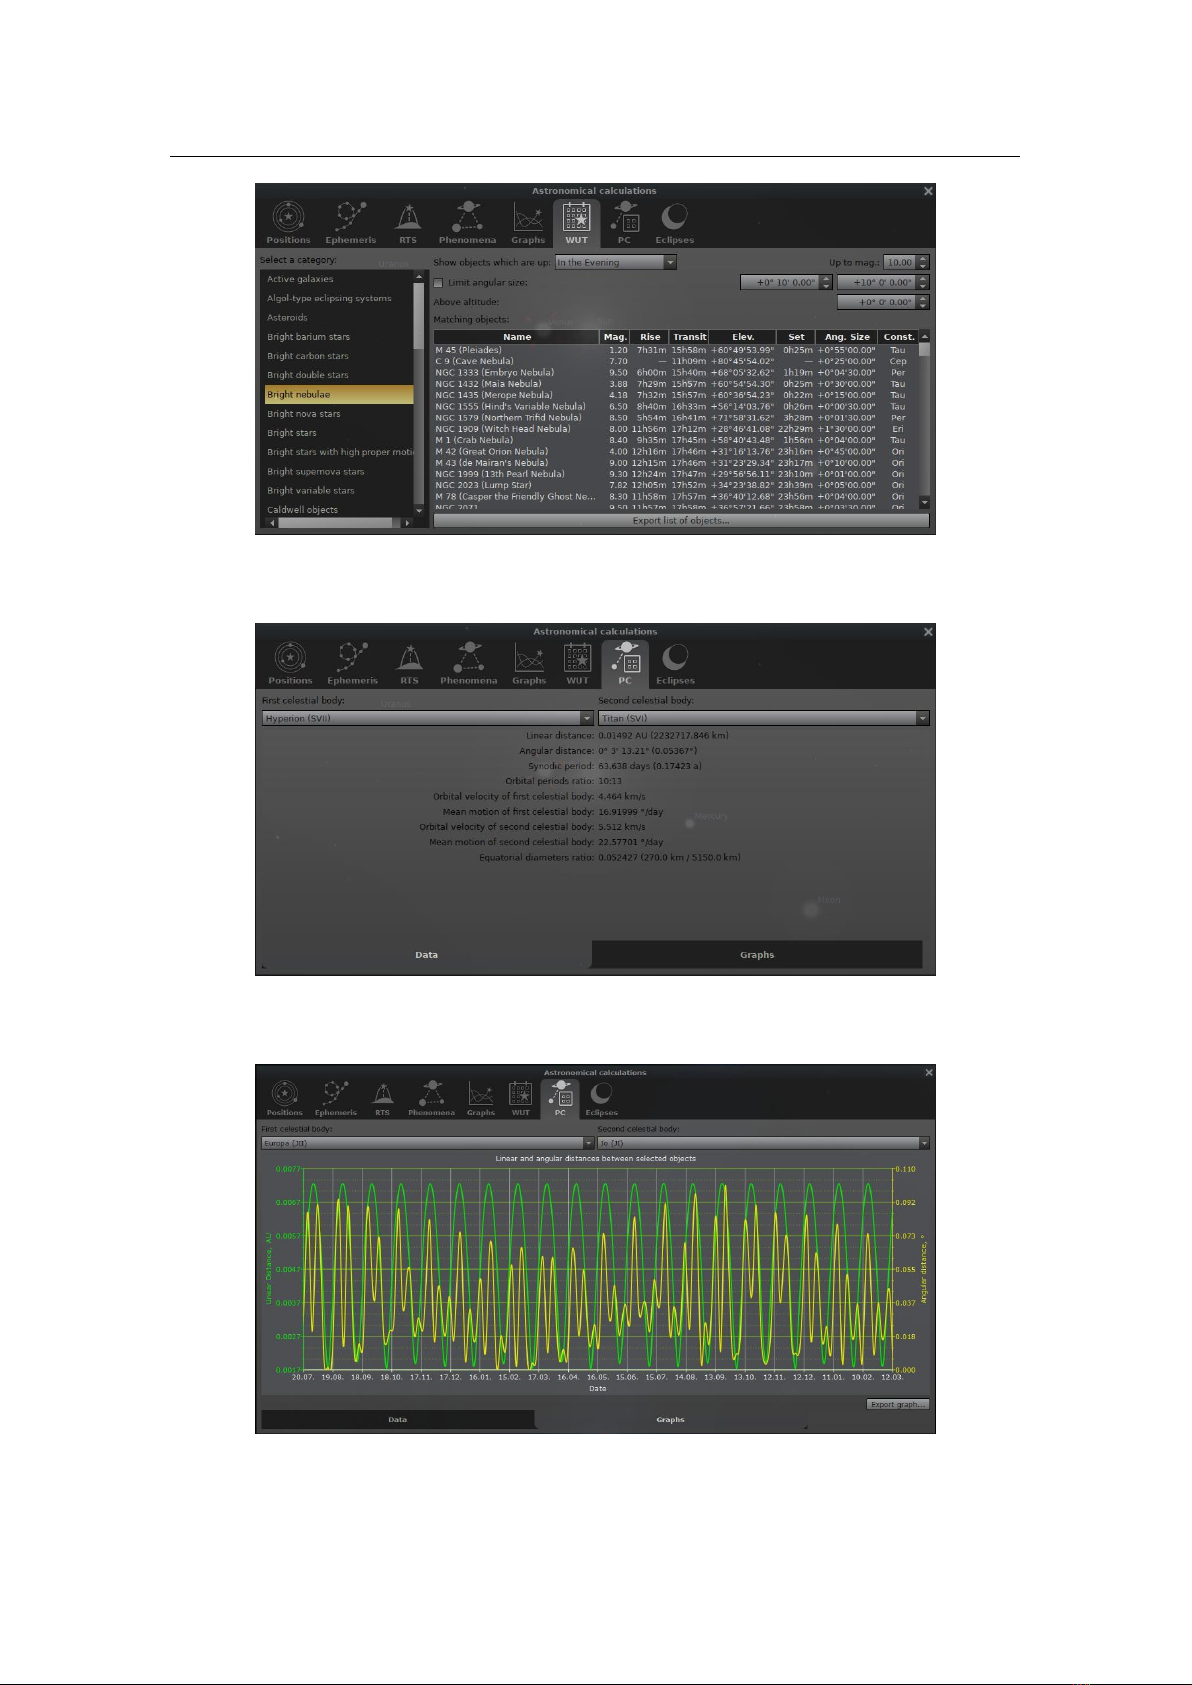 Astronomical calculations
Positions Ephemeris RTS Phenomena Graphs WUT PC Eclipses
Select a category: Uranus Show objects which are up: In the Evening Up to mag.: 10.00
Active galaxies Limit angular size: +0° 10' 0.00" +10° 0' 0.00"
Algol-type eclipsing systems Above altitude: +0° 0' 0.00"
Asteroids Matching objects:
Bright barium stars
Bright carbon stars
Bright double stars
Bright nebulae
Bright nova stars
Bright stars
Bright stars with high proper moti
Bright supernova stars
Bright variable stars
Caldwell objects
Name Mag. Rise Transit Elev. Set Ang. Size Const.
M 45 (Pleiades) 1.20 7h31m 15h58m +60°49'53.99" 0h25m +0°55'00.00" Tau
C 9 (Cave Nebula) 7.70 — 11h09m +80°45'54.02" — +0°25'00.00" Cep
NGC 1333 (Embryo Nebula) 9.50 6h00m 15h40m +68°05'32.62" 1h19m +0°04'30.00" Per
NGC 1432 (Maia Nebula) 3.88 7h29m 15h57m +60°54'54.30" 0h25m +0°30'00.00" Tau
NGC 1435 (Merope Nebula) 4.18 7h32m 15h57m +60°36'54.23" 0h22m +0°15'00.00" Tau
NGC 1555 (Hind's Variable Nebula) 6.50 8h40m 16h33m +56°14'03.76" 0h26m +0°00'30.00" Tau
NGC 1579 (Northern Trifid Nebula) 8.50 5h54m 16h41m +71°58'31.62" 3h28m +0°01'30.00" Per
NGC 1909 (Witch Head Nebula) 8.00 11h56m 17h12m +28°46'41.08" 22h29m +1°30'00.00" Eri
M 1 (Crab Nebula) 8.40 9h35m 17h45m +58°40'43.48" 1h56m +0°04'00.00" Tau
M 42 (Great Orion Nebula) 4.00 12h16m 17h46m +31°16'13.76" 23h16m +0°45'00.00" Ori
M 43 (de Mairan's Nebula) 9.00 12h15m 17h46m +31°23'29.34" 23h17m +0°10'00.00" Ori
NGC 1999 (13th Pearl Nebula) 9.30 12h24m 17h47m +29°56'56.11" 23h10m +0°01'00.00" Ori
NGC 2023 (Lump Star) 7.82 12h05m 17h52m +34°23'38.82" 23h39m +0°05'00.00" Ori
M 78 (Casper the Friendly Ghost Ne... 8.30 11h58m 17h57m +36°40'12.68" 23h56m +0°04'00.00" Ori
NGC 2071 9.50 11h57m 17h58m +36°57'21.66" 23h58m +0°03'30.00" Ori
Export list of objects...
Astronomical calculations
Positions Ephemeris RTS Phenomena Graphs WUT PC Eclipses
First celestial body: Uranus Second celestial body:
Hyperion (SVII) Titan (SVI)
Linear distance: 0.01492 AU (2232717.846 km)
Angular distance: 0° 3' 13.21" (0.05367°)
Synodic period: 63.638 days (0.17423 a)
Orbital periods ratio: 10:13
Orbital velocity of first celestial body: 4.464 km/s
Mean motion of first celestial body: 16.91999 °/day
Mercury
Orbital velocity of second celestial body: 5.512 km/s
Mean motion of second celestial body: 22.57701 °/day
Equatorial diameters ratio: 0.052427 (270.0 km / 5150.0 km)
Moon
Data Graphs
Astronomical calculations
Positions Ephemeris RTS Phenomena Graphs WUT PC Eclipses
First celestial body: Second celestial body:
Europa (JII) Io (JI)
Linear and angular distances between selected objects
0.0077 0.110
0.0067 0.092
0.0057 0.073
0.0047 0.055
0.0037 0.037
0.0027 0.018
0.0017 0.000
Linear Distance, AU
Angular distance, °
20.07. 19.08. 18.09. 18.10. 17.11. 17.12. 16.01. 15.02. 17.03. 16.04. 16.05. 15.06. 15.07. 14.08. 13.09. 13.10. 12.11. 12.12. 11.01. 10.02. 12.03.
Date
Export graph...
Data Graphs